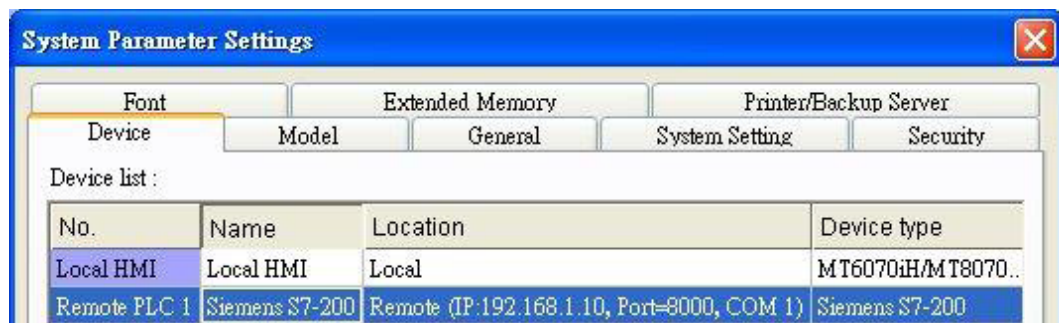 System Parameter Settings
Font Extended Memory Printer/Backup Server
Device Model General System Setting Security
Device list :
No. Name Location Device type
Local HMI Local HMI Local MT6070iH/MT8070..
Remote PLC 1 Siemens S7-200 Remote (IP:192.168.1.10, Port=8000, COM 1) Siemens S7-200